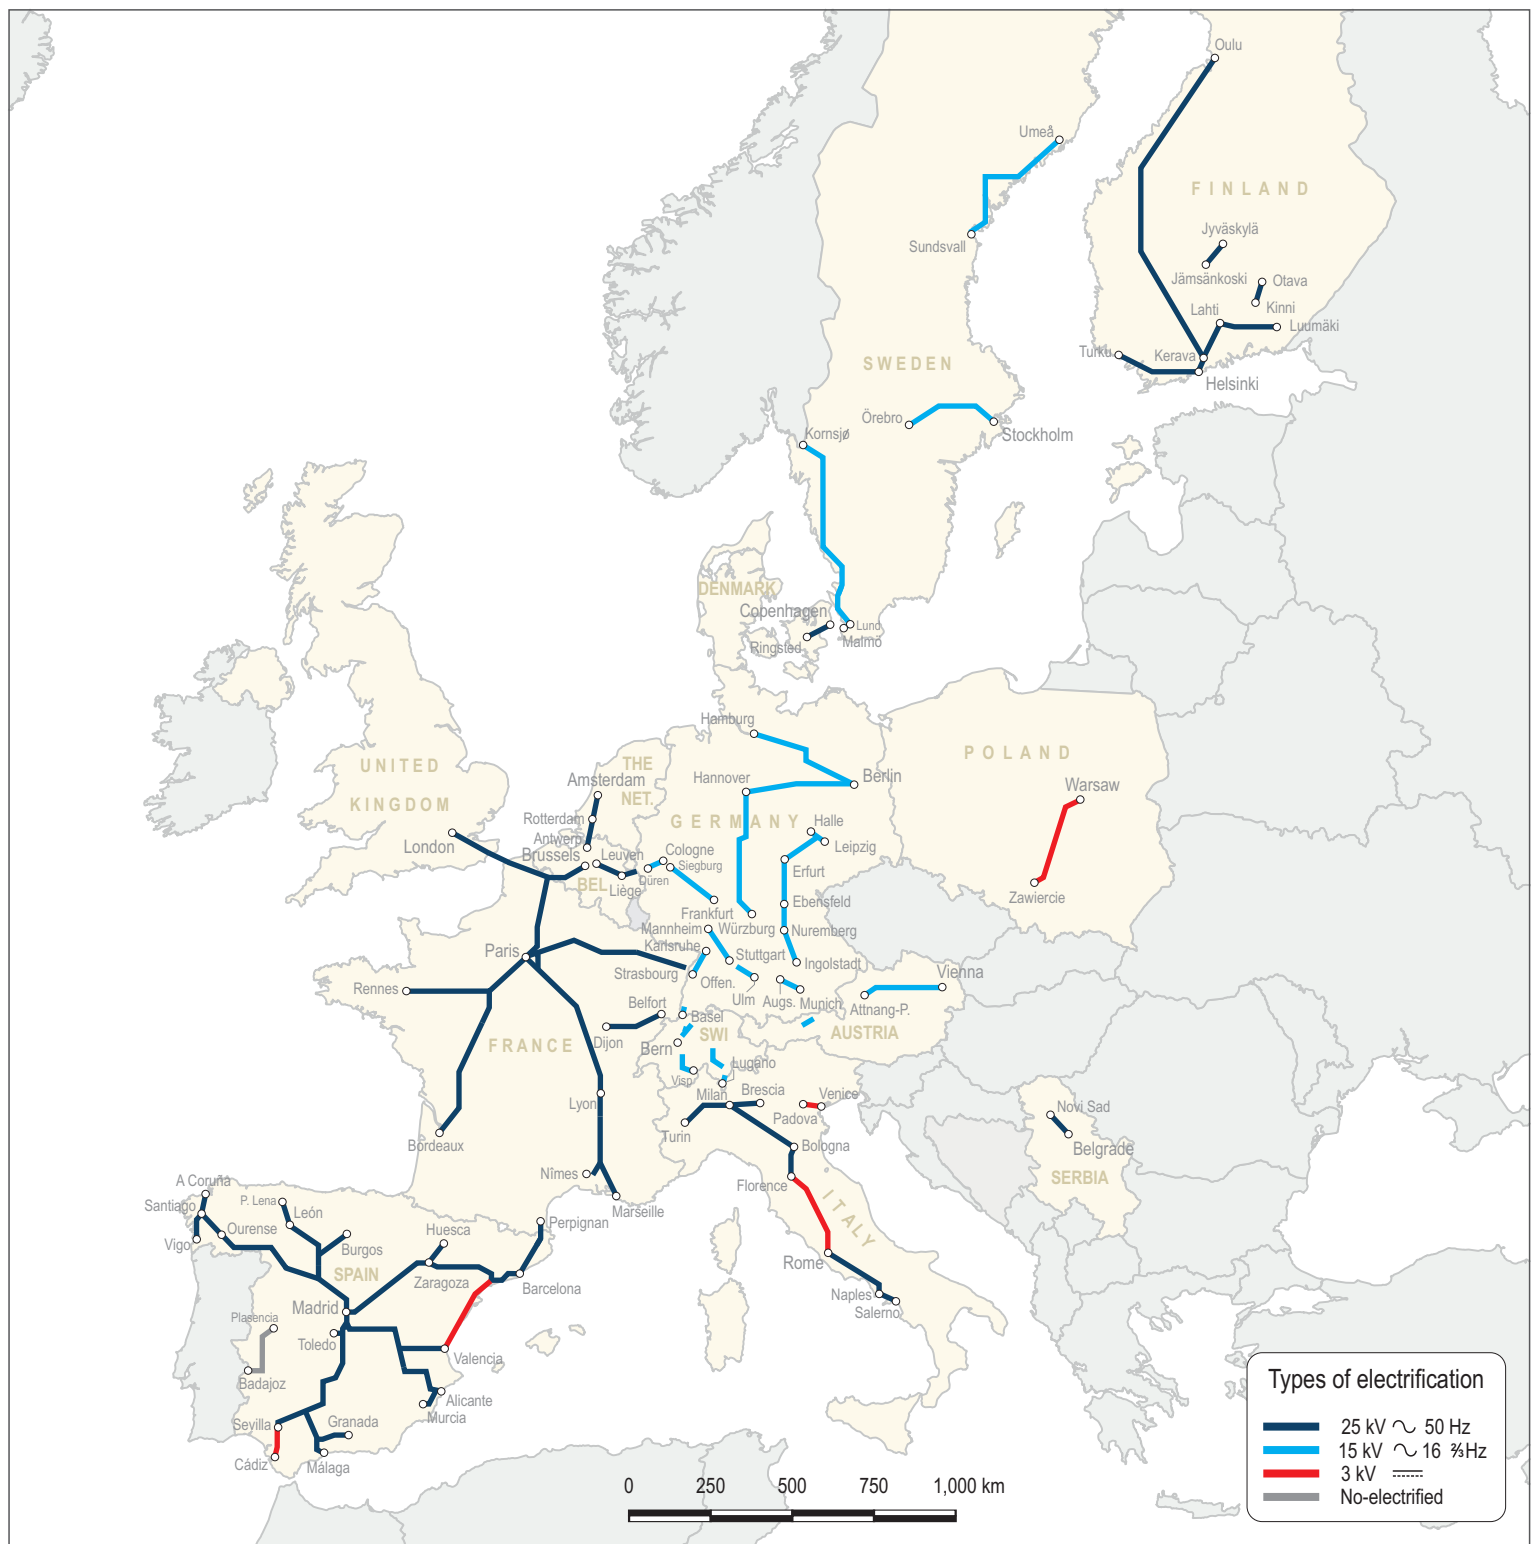 Oulu
Umeå
FINLAND
Jyväskylä
Sundsvall
Jämsänkoski
Otava
Kinni
Lahti
Luumäki
Turku
Kerava
Helsinki
SWEDEN
Örebro
Stockholm
Kornsjø
DENMARK
Copenhagen
Lund
Malmö
Ringsted
Hamburg
POLAND
THE
NET.
UNITED
KINGDOM
Amsterdam
Hannover
Berlin
Warsaw
Rotterdam
GERMANY
Halle
Antwerp
London
Brussels
Leuven
Cologne
Siegburg
Leipzig
Erfurt
BEL
Liège
Düren
Zawiercie
Ebensfeld
Frankfurt
Mannheim
Würzburg
Nuremberg
Paris
Karlsruhe
Stuttgart
Strasbourg
Offen.
Ingolstadt
Vienna
Rennes
Ulm
Augs.
Munich
Attnang-P.
Belfort
Basel
SWI
AUSTRIA
FRANCE
Dijon
Bern
Visp
Lugano
Lyon
Milan
Brescia
Venice
Padova
Novi Sad
Turin
Bordeaux
Bologna
Belgrade
Nîmes
Florence
SERBIA
A Coruña
Santiago
P. Lena
León
Marseille
ITALY
Ourense
Huesca
Perpignan
Vigo
Burgos
Rome
SPAIN
Zaragoza
Barcelona
Naples
Madrid
Salerno
Plasencia
Toledo
Valencia
Badajoz
Alicante
Sevilla
Granada
Murcia
Cádiz
Málaga
Types of electrification
25 kV 50 Hz
15 kV 16 ⅔Hz
3 kV
No-electrified
0 250 500 750 1,000 km